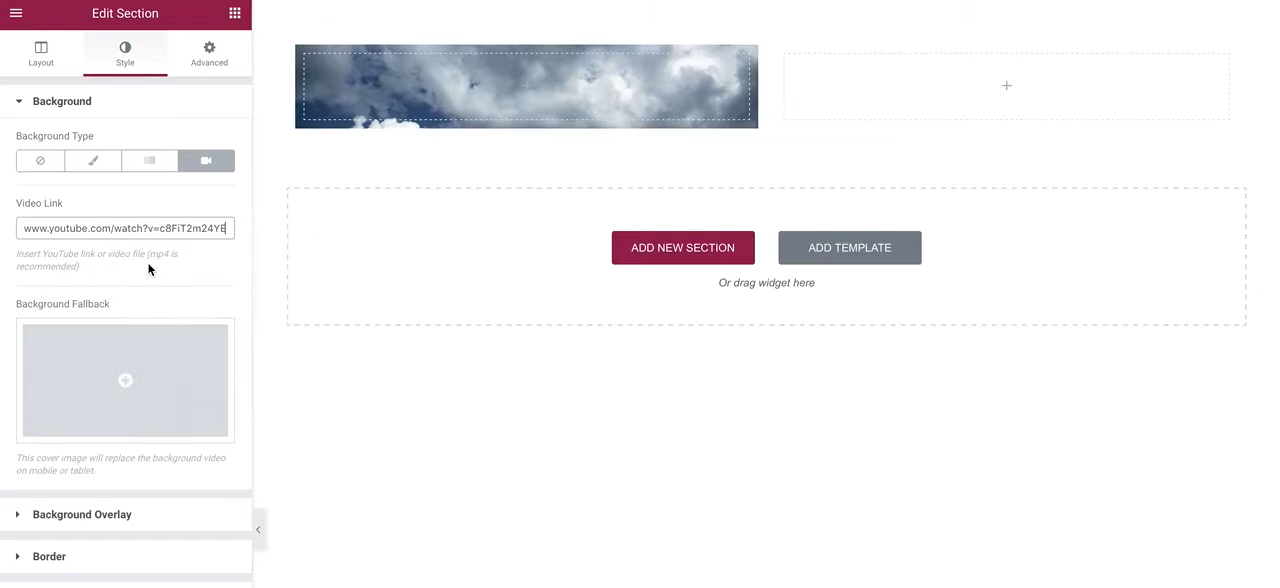 Edit Section
Layout
Style
Advanced
Background
Background Type
Video Link
www.youtube.com/watch?v=c8FiT2m24YE
Insert YouTube link or video file (mp4 is
recommended)
Background Fallback
This cover image will replace the background video
on mobile or tablet.
Background Overlay
Border
ADD NEW SECTION
ADD TEMPLATE
Or drag widget here